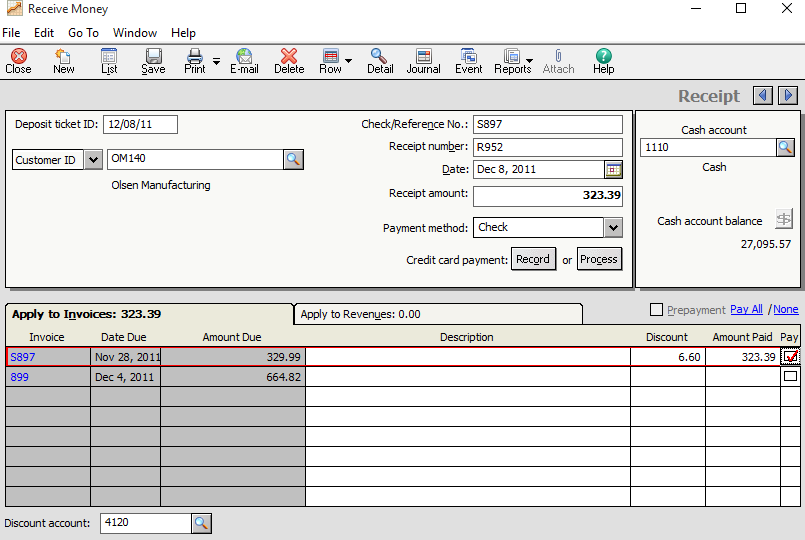 Receive Money
File Edit Go To Window Help
Close New List Save Print E-mail Delete Row Detail Journal Event Reports Attach Help
Receipt
Deposit ticket ID: 12/08/11
Customer ID OM140
Olsen Manufacturing
Check/Reference No.: S897
Receipt number: R952
Date: Dec 8, 2011
Receipt amount: 323.39
Payment method: Check
Credit card payment: Record or Process
Cash account
1110
Cash
Cash account balance
27,095.57
Apply to Invoices: 323.39 Apply to Revenues: 0.00 Prepayment Pay All / None
Invoice Date Due Amount Due Description Discount Amount Paid Pay
S897 Nov 28, 2011 329.99 6.60 323.39
899 Dec 4, 2011 664.82
Discount account: 4120